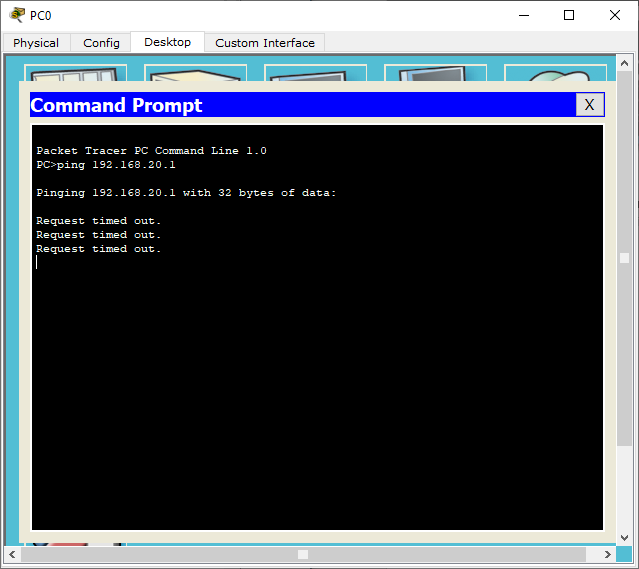 PC0
Physical Config Desktop Custom Interface
Command Prompt X
Packet Tracer PC Command Line 1.0
PC>ping 192.168.20.1
Pinging 192.168.20.1 with 32 bytes of data:
Request timed out.
Request timed out.
Request timed out.